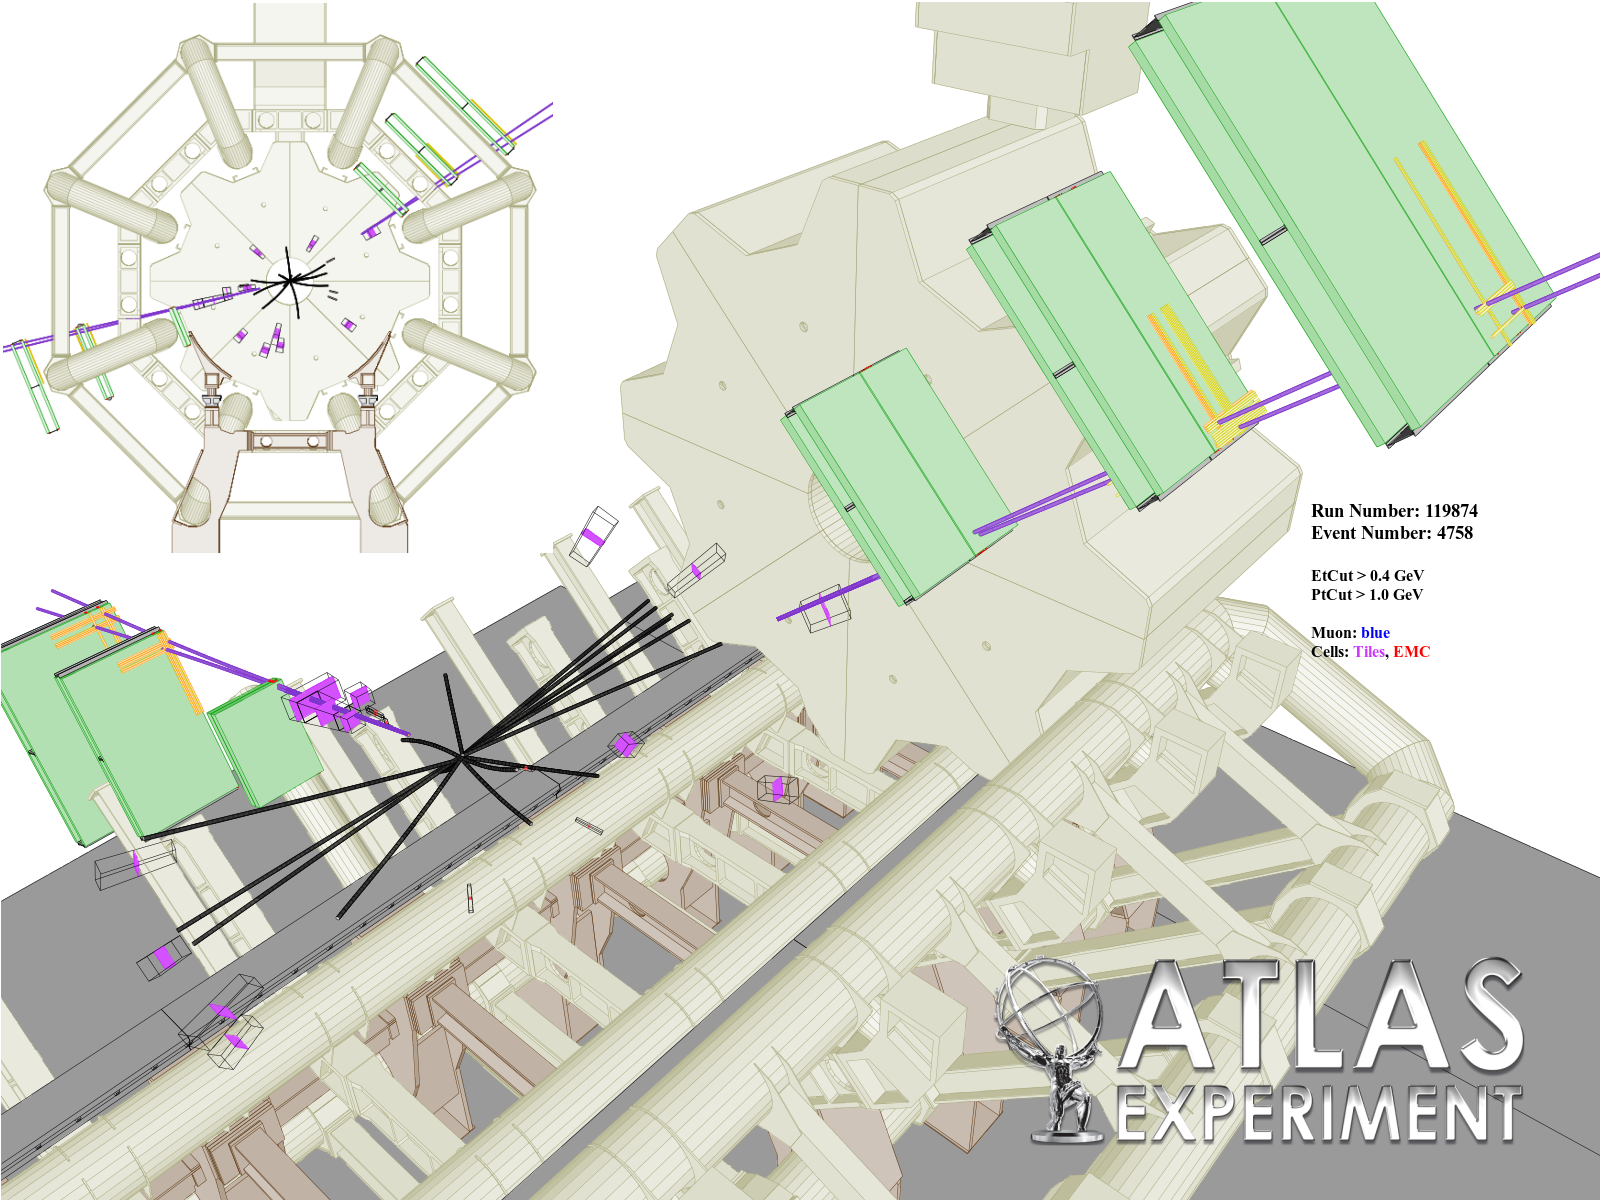 Run Number: 119874
Event Number: 4758
EtCut > 0.4 GeV
PtCut > 1.0 GeV
Muon: blue
Cells: Tiles, EMC
ATLAS
EXPERIMENT